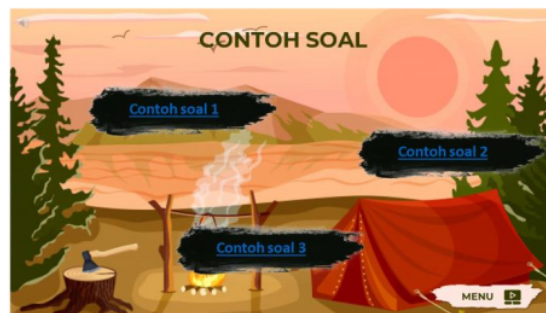 CONTOH SOAL
Contoh soal 1
Contoh soal 2
Contoh soal 3
MENU